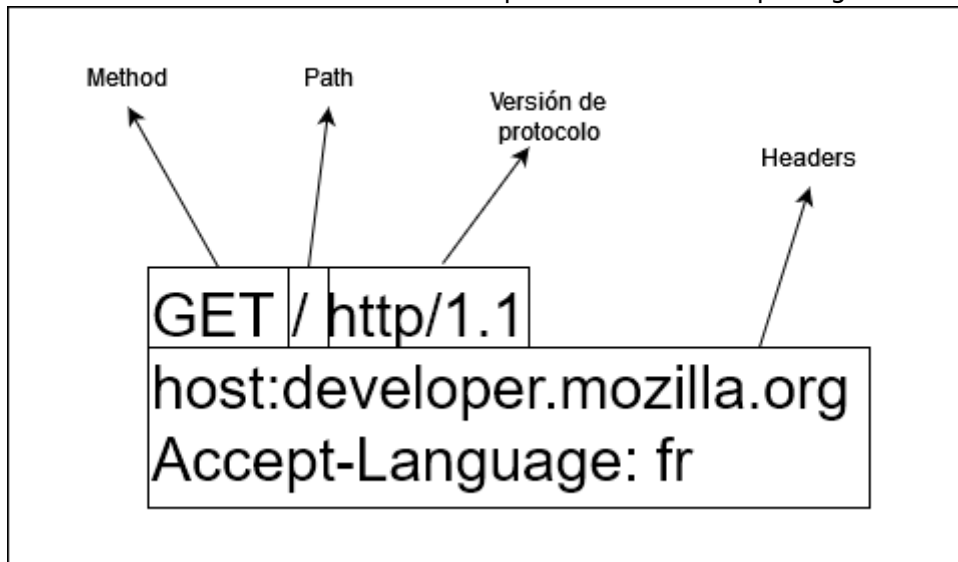 Method
Path
Versión de
protocolo
Headers
GET / http/1.1
host:developer.mozilla.org
Accept-Language: fr